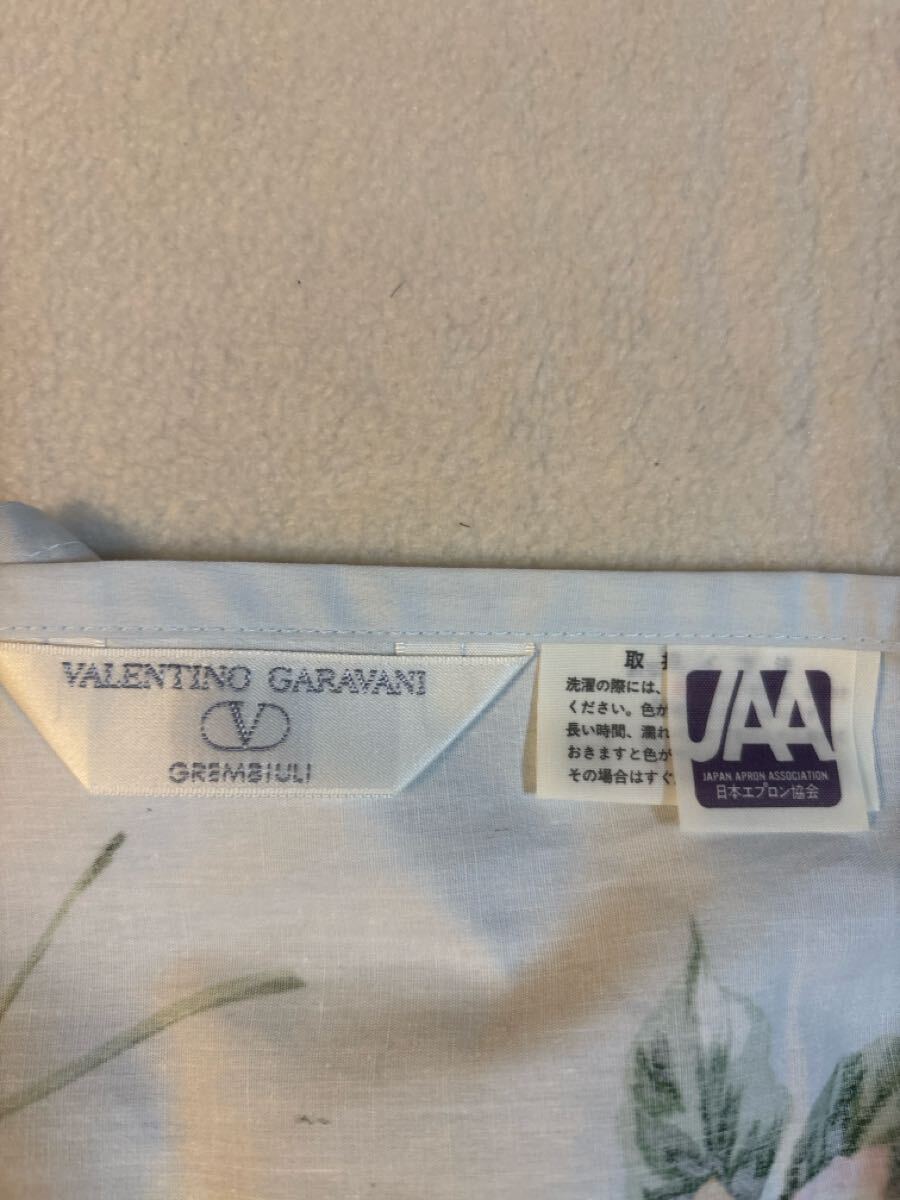 VALENTINO GARAVANI
V
GREMBIULI
取
洗濯の際には、
ください。色が
長い時間、濡れ
おきますと色が
その場合はすぐ
JAA
JAPAN APRON ASSOCIATION
日本エプロン協会